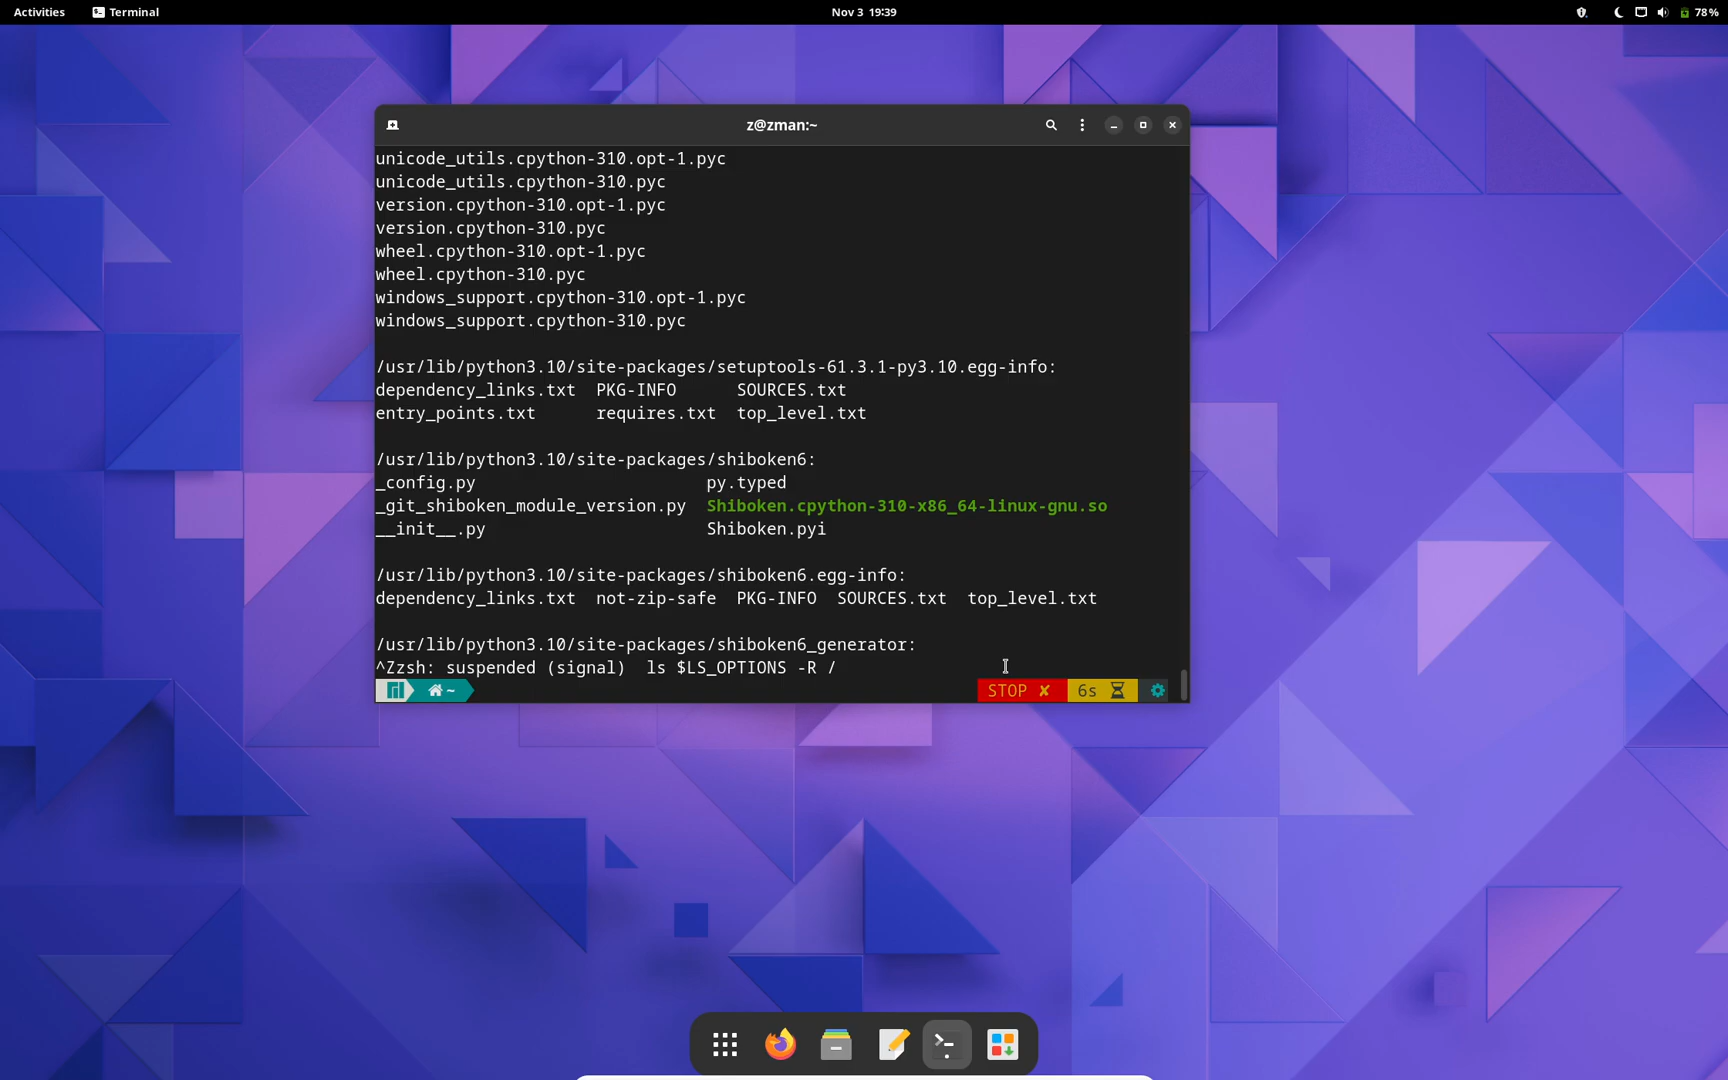 Activities Terminal Nov 3 19:39 78%
z@zman:~
unicode_utils.cpython-310.opt-1.pyc
unicode_utils.cpython-310.pyc
version.cpython-310.opt-1.pyc
version.cpython-310.pyc
wheel.cpython-310.opt-1.pyc
wheel.cpython-310.pyc
windows_support.cpython-310.opt-1.pyc
windows_support.cpython-310.pyc
/usr/lib/python3.10/site-packages/setuptools-61.3.1-py3.10.egg-info:
dependency_links.txt PKG-INFO SOURCES.txt
entry_points.txt requires.txt top_level.txt
/usr/lib/python3.10/site-packages/shiboken6:
_config.py py.typed
_git_shiboken_module_version.py Shiboken.cpython-310-x86_64-linux-gnu.so
__init__.py Shiboken.pyi
/usr/lib/python3.10/site-packages/shiboken6.egg-info:
dependency_links.txt not-zip-safe PKG-INFO SOURCES.txt top_level.txt
/usr/lib/python3.10/site-packages/shiboken6_generator:
^Zzsh: suspended (signal) ls $LS_OPTIONS -R /
~ STOP ✘ 6s